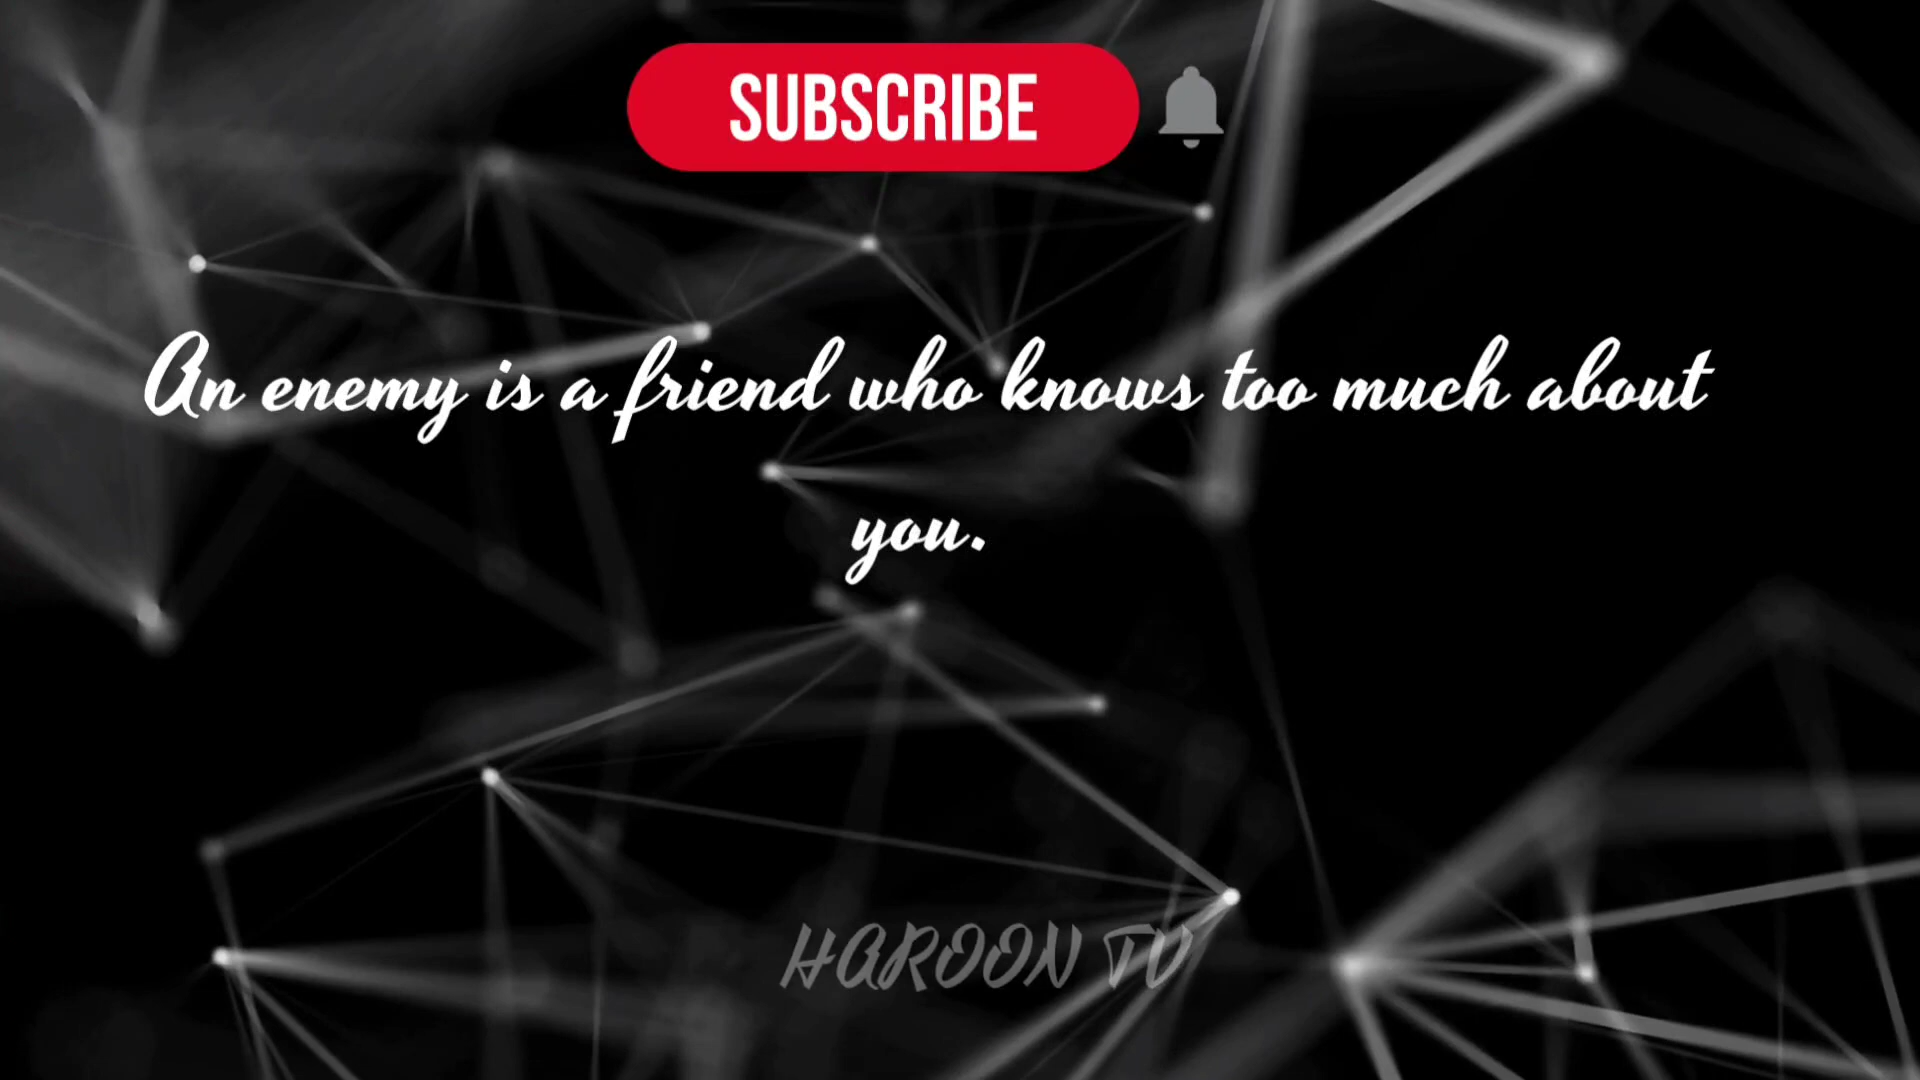 SUBSCRIBE
An enemy is a friend who knows too much about
you.
HAROON TV